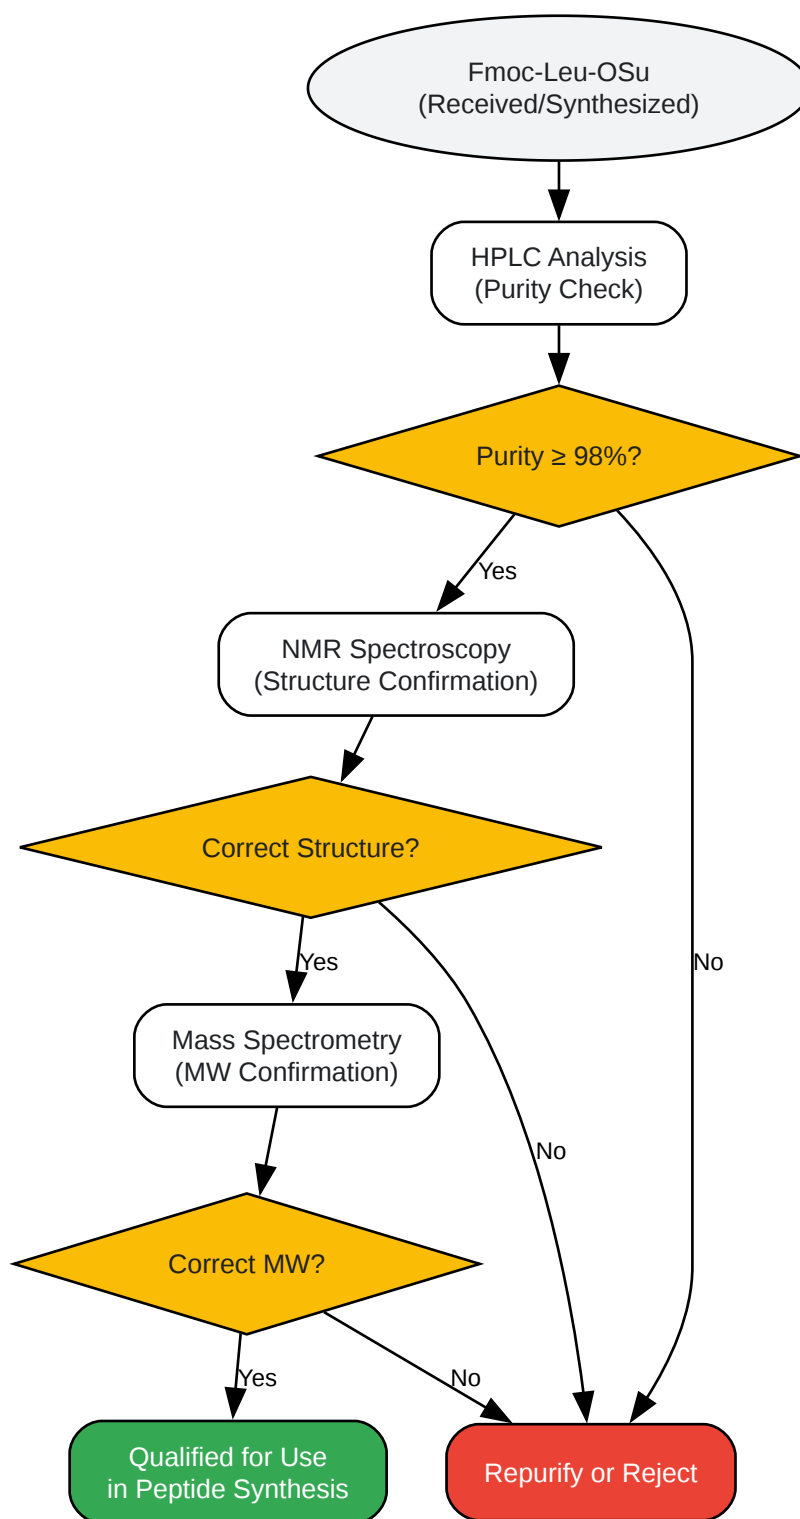 Fmoc-Leu-OSu
(Received/Synthesized)
HPLC Analysis
(Purity Check)
Purity ≥ 98%?
Yes
NMR Spectroscopy
(Structure Confirmation)
Correct Structure?
Yes
No
Mass Spectrometry
(MW Confirmation)
No
Correct MW?
Yes
No
Qualified for Use
in Peptide Synthesis
Repurify or Reject